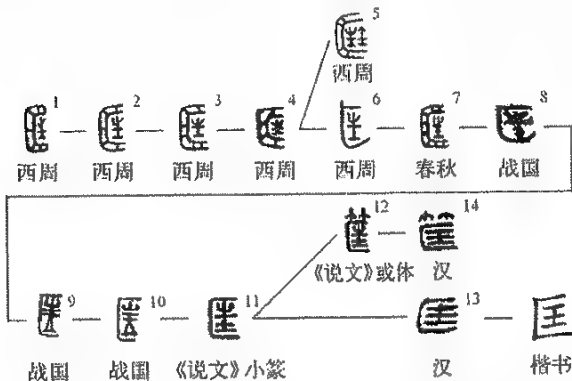 5
西周
1 2 3 4 6 7 8
西周 西周 西周 西周 西周 春秋 战国
12 14
《说文》或体 汉
9 10 11 13 匡
战国 战国 《说文》小篆 汉 楷书